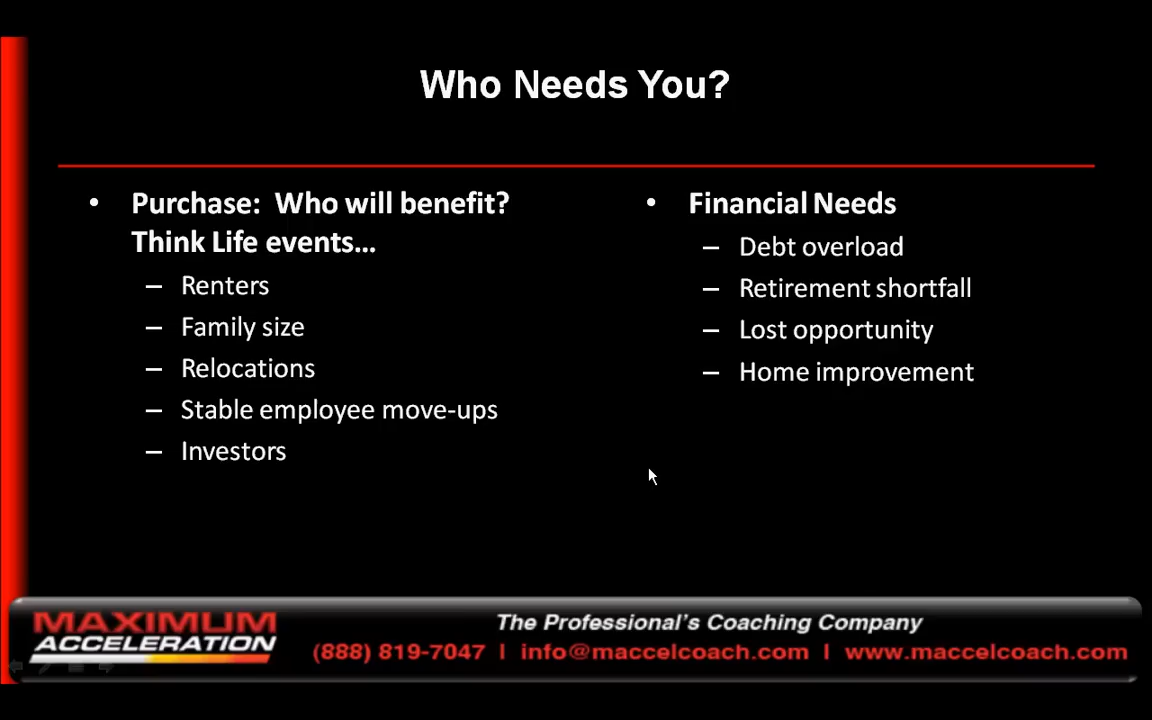 Who Needs You?
• Purchase:  Who will benefit?
Think Life events…
– Renters
– Family size
– Relocations
– Stable employee move-ups
– Investors
• Financial Needs
– Debt overload
– Retirement shortfall
– Lost opportunity
– Home improvement
MAXIMUM
ACCELERATION
The Professional's Coaching Company
(888) 819-7047 | info@maccelcoach.com | www.maccelcoach.com